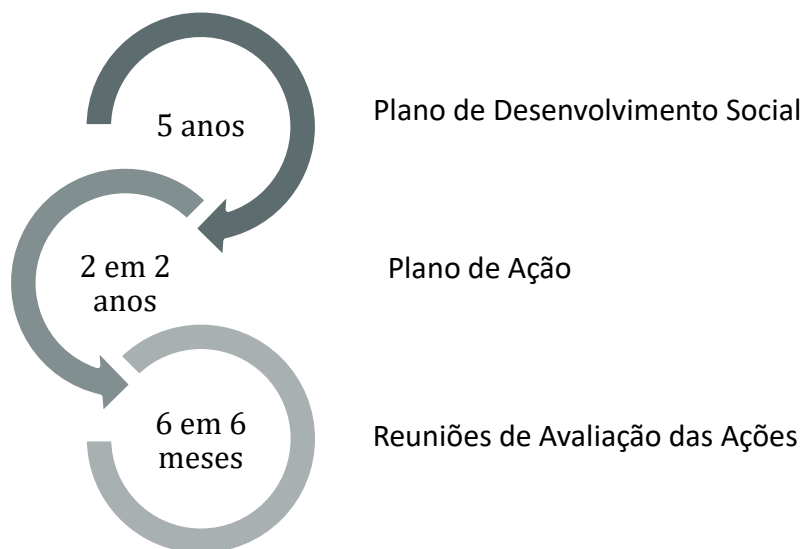 5 anos
Plano de Desenvolvimento Social
2 em 2
anos
Plano de Ação
6 em 6
meses
Reuniões de Avaliação das Ações